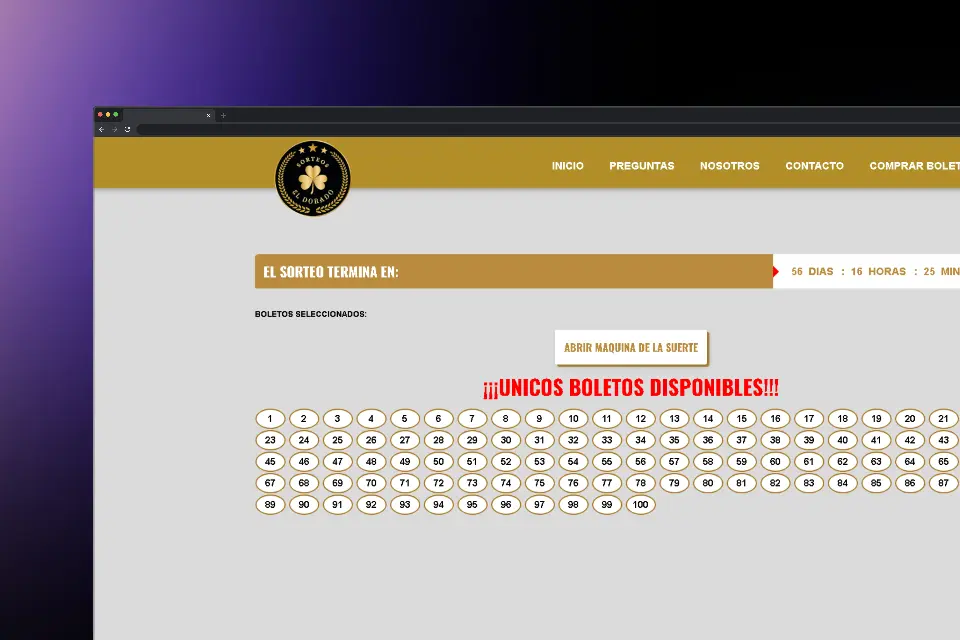 SORTEOS
EL DORADO
INICIO PREGUNTAS NOSOTROS CONTACTO COMPRAR BOLET
EL SORTEO TERMINA EN:
56 DIAS : 16 HORAS : 25 MIN
BOLETOS SELECCIONADOS:
ABRIR MAQUINA DE LA SUERTE
¡¡¡UNICOS BOLETOS DISPONIBLES!!!
1 2 3 4 5 6 7 8 9 10 11 12 13 14 15 16 17 18 19 20 21
23 24 25 26 27 28 29 30 31 32 33 34 35 36 37 38 39 40 41 42 43
45 46 47 48 49 50 51 52 53 54 55 56 57 58 59 60 61 62 63 64 65
67 68 69 70 71 72 73 74 75 76 77 78 79 80 81 82 83 84 85 86 87
89 90 91 92 93 94 95 96 97 98 99 100